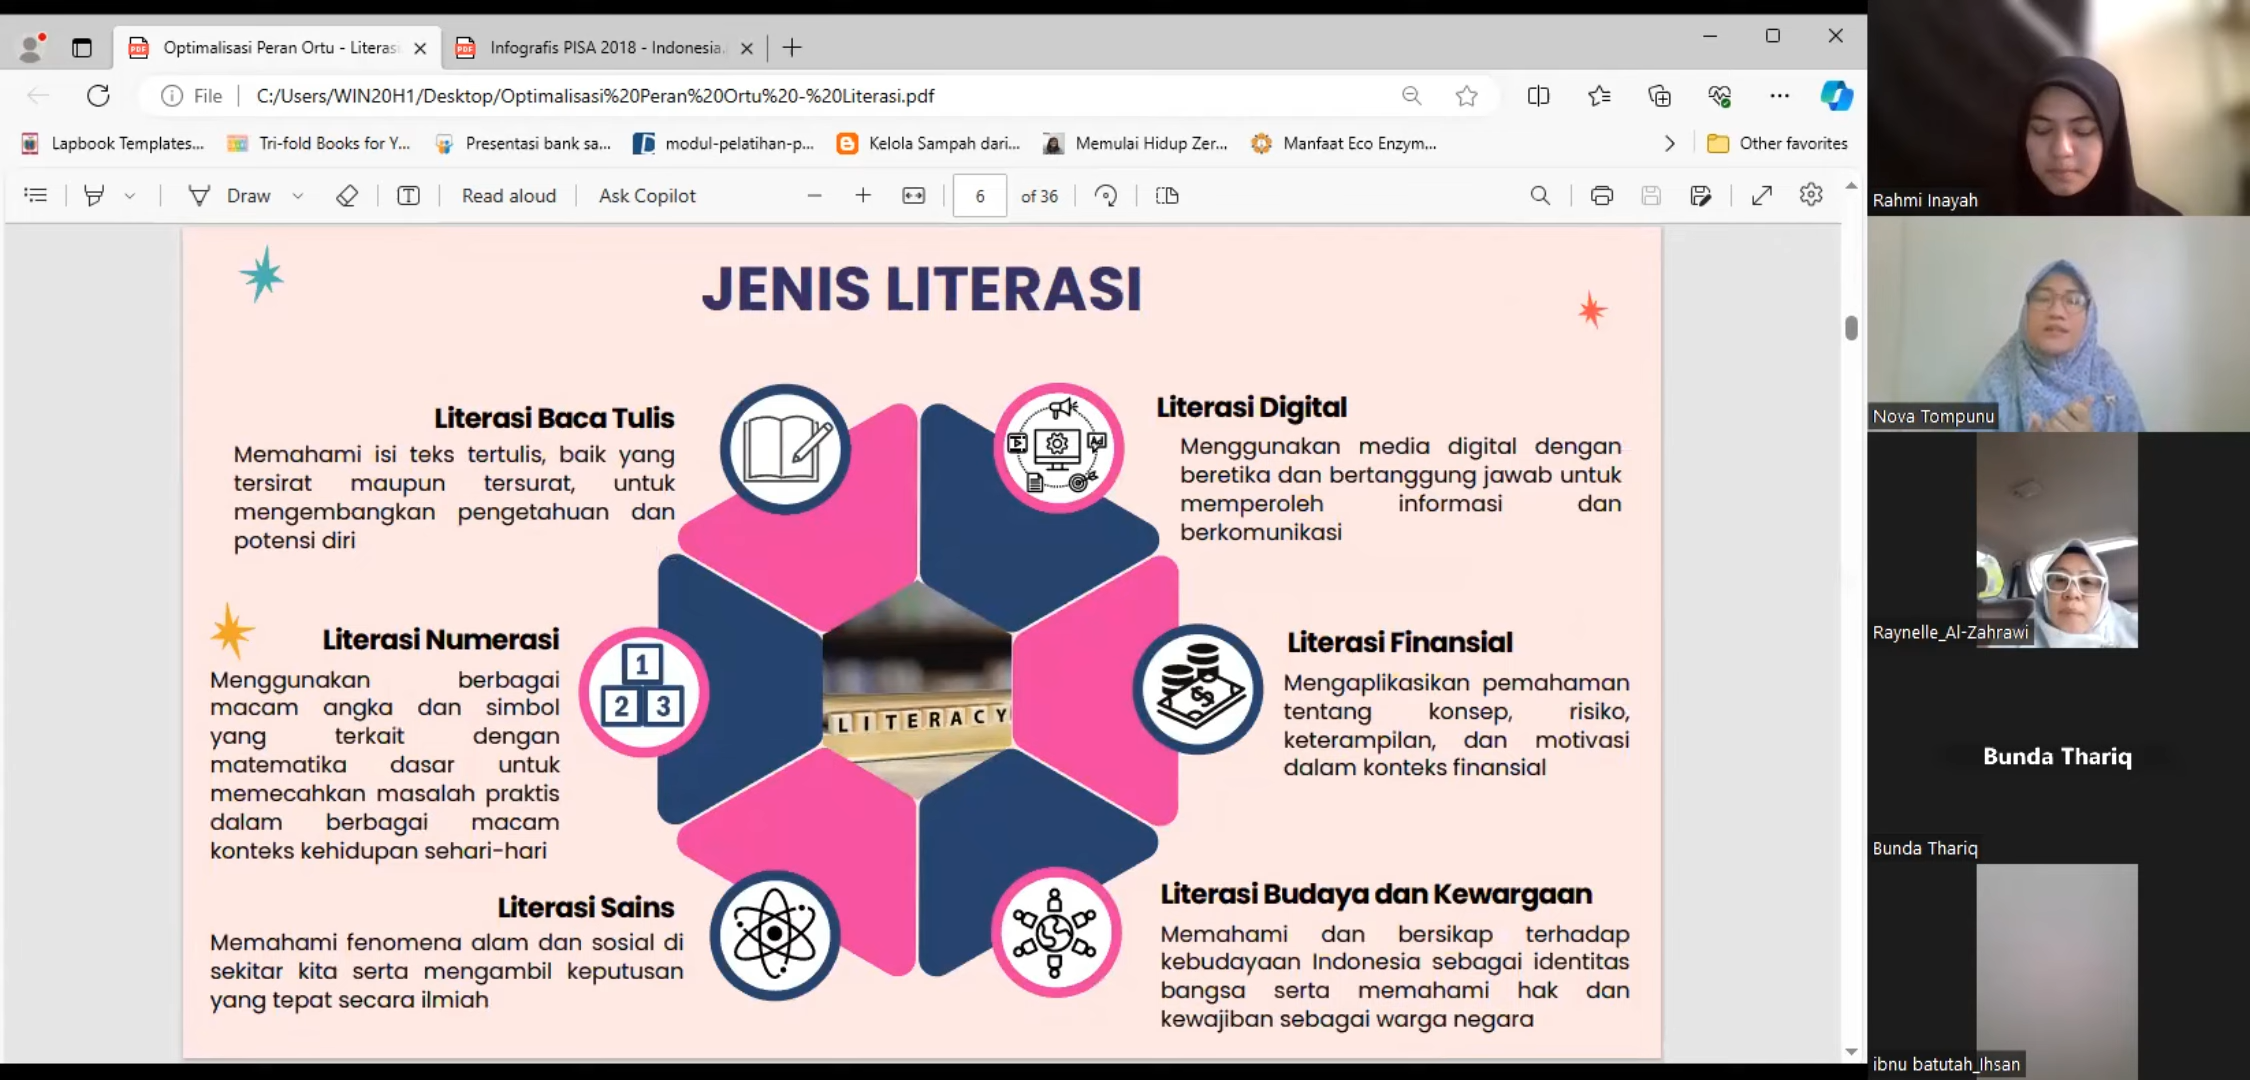 Optimalisasi Peran Ortu - Literas
Infografis PISA 2018 - Indonesia.
File
C:/Users/WIN20H1/Desktop/Optimalisasi%20Peran%20Ortu%20-%20Literasi.pdf
Lapbook Templates...
Tri-fold Books for Y...
Presentasi bank sa...
modul-pelatihan-p...
Kelola Sampah dari...
Memulai Hidup Zer...
Manfaat Eco Enzym...
Other favorites
Draw
Read aloud
Ask Copilot
6 of 36
JENIS LITERASI
Literasi Baca Tulis
Memahami isi teks tertulis, baik yang
tersirat maupun tersurat, untuk
mengembangkan pengetahuan dan
potensi diri
Literasi Digital
Menggunakan media digital dengan
beretika dan bertanggung jawab untuk
memperoleh informasi dan
berkomunikasi
Ad
Literasi Numerasi
Menggunakan berbagai
macam angka dan simbol
yang terkait dengan
matematika dasar untuk
memecahkan masalah praktis
dalam berbagai macam
konteks kehidupan sehari-hari
1
2 3
LITERACY
Literasi Finansial
Mengaplikasikan pemahaman
tentang konsep, risiko,
keterampilan, dan motivasi
dalam konteks finansial
$
Literasi Sains
Memahami fenomena alam dan sosial di
sekitar kita serta mengambil keputusan
yang tepat secara ilmiah
Literasi Budaya dan Kewargaan
Memahami dan bersikap terhadap
kebudayaan Indonesia sebagai identitas
bangsa serta memahami hak dan
kewajiban sebagai warga negara
Rahmi Inayah
Nova Tompunu
Raynelle_Al-Zahrawi
Bunda Thariq
Bunda Thariq
ibnu batutah_Ihsan